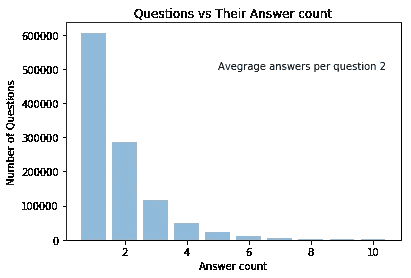 Questions vs Their Answer count
600000
500000
400000
300000
200000
100000
0
Number of Questions
Avegrage answers per question 2
2 4 6 8 10
Answer count